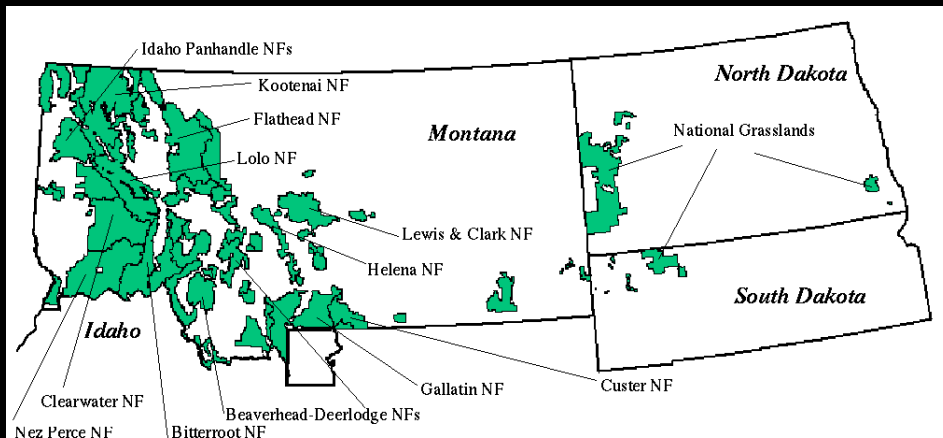 Idaho Panhandle NFs
Kootenai NF
North Dakota
Flathead NF
Montana
National Grasslands
Lolo NF
Lewis & Clark NF
Helena NF
South Dakota
Idaho
Custer NF
Gallatin NF
Clearwater NF
Beaverhead-Deerlodge NFs
Nez Perce NF
Bitterroot NF